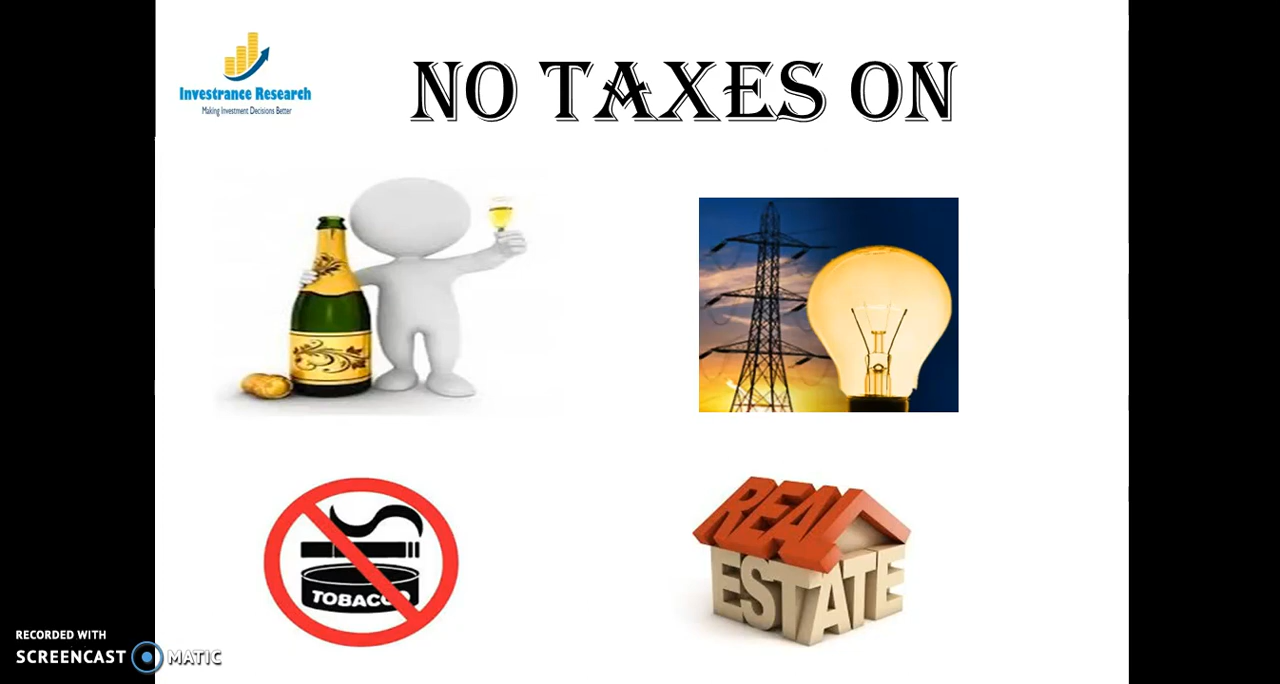 NO TAXES ON
Investrance Research
Making Investment Decisions Better
TOBACCO
REAL
ESTATE
RECORDED WITH
SCREENCAST MATIC